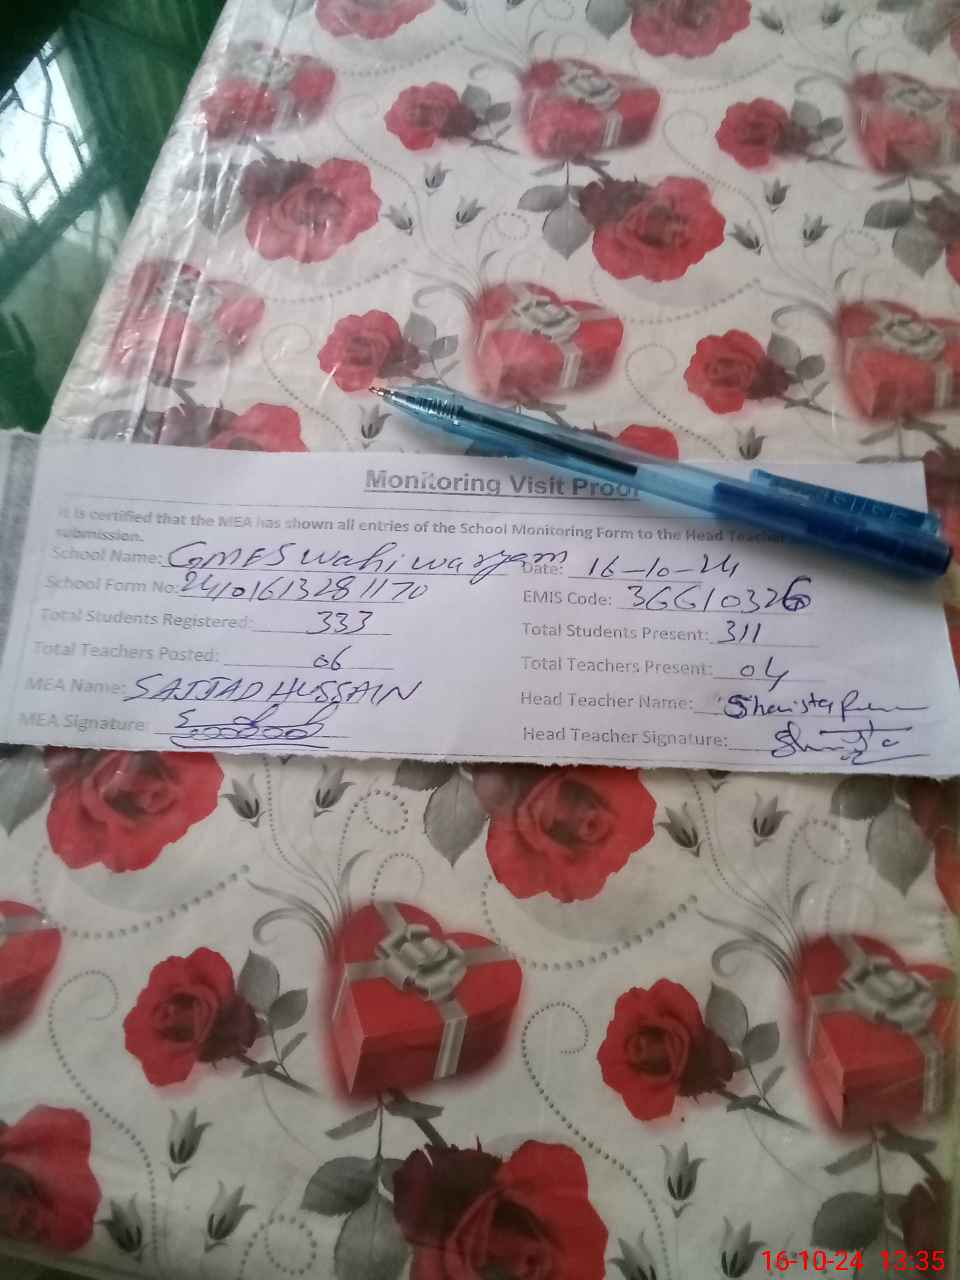 Monitoring Visit Proof
It is certified that the MEA has shown all entries of the School Monitoring Form to the Head Teacher
submission.
School Name: GMES Wahi waryam Date: 16-10-24
School Form No: 2410161328 1170 EMIS Code: 36610326
Total Students Registered: 333 Total Students Present: 311
Total Teachers Posted: 06 Total Teachers Present: 04
MEA Name: SAJJAD HUSSAIN Head Teacher Name:
MEA Signature: Head Teacher Signature:
16-10-24 13:35